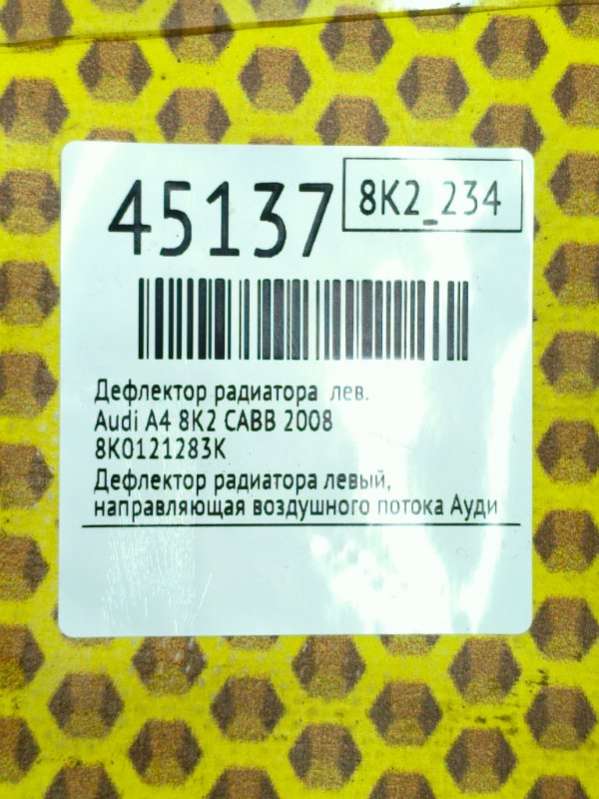 45137
8K2_234
Дефлектор радиатора лев.
Audi A4 8K2 CABB 2008
8K0121283K
Дефлектор радиатора левый,
направляющая воздушного потока Ауди